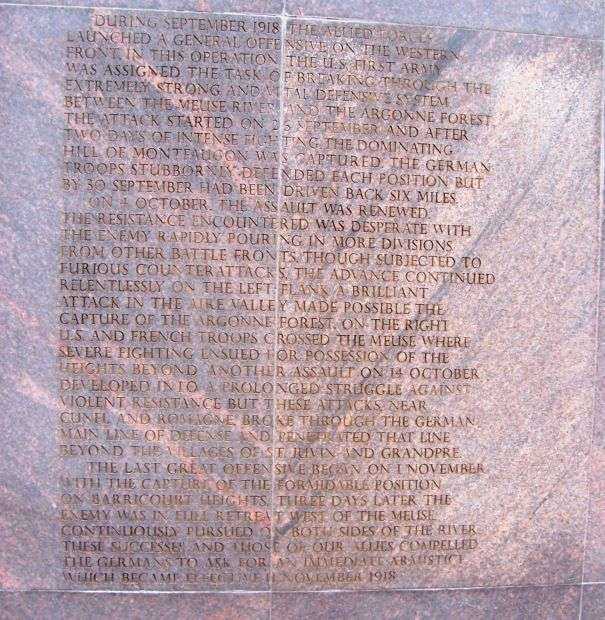 DURING SEPTEMBER 1918 THE ALLIED FORCES
LAUNCHED A GENERAL OFFENSIVE ON THE WESTERN
FRONT. IN THIS OPERATION THE U.S. FIRST ARMY
WAS ASSIGNED THE TASK OF BREAKING THROUGH THE
EXTREMELY STRONG AND VITAL DEFENSIVE SYSTEM
BETWEEN THE MEUSE RIVER AND THE ARGONNE FOREST.
THE ATTACK STARTED ON 26 SEPTEMBER AND AFTER
TWO DAYS OF INTENSE FIGHTING THE DOMINATING
HILL OF MONTFAUCON WAS CAPTURED. THE GERMAN
TROOPS STUBBORNLY DEFENDED EACH POSITION BUT
BY 30 SEPTEMBER HAD BEEN DRIVEN BACK SIX MILES.
ON 4 OCTOBER, THE ASSAULT WAS RENEWED.
THE RESISTANCE ENCOUNTERED WAS DESPERATE WITH
THE ENEMY RAPIDLY POURING IN MORE DIVISIONS
FROM OTHER BATTLE FRONTS. THOUGH SUBJECTED TO
FURIOUS COUNTERATTACKS, THE ADVANCE CONTINUED
RELENTLESSLY. ON THE LEFT FLANK A BRILLIANT
ATTACK IN THE AIRE VALLEY MADE POSSIBLE THE
CAPTURE OF THE ARGONNE FOREST. ON THE RIGHT
U.S. AND FRENCH TROOPS CROSSED THE MEUSE WHERE
SEVERE FIGHTING ENSUED FOR POSSESSION OF THE
HEIGHTS BEYOND. ANOTHER ASSAULT ON 14 OCTOBER
DEVELOPED INTO A PROLONGED STRUGGLE AGAINST
VIOLENT RESISTANCE BUT THESE ATTACKS, NEAR
CUNEL AND ROMAGNE, BROKE THROUGH THE GERMAN
MAIN LINE OF DEFENSE AND PENETRATED THAT LINE
BEYOND THE VILLAGES OF ST. JUVIN AND GRANDPRE.
THE LAST GREAT OFFENSIVE BEGAN ON 1 NOVEMBER
WITH THE CAPTURE OF THE FORMIDABLE POSITION
ON BARRICOURT HEIGHTS. THREE DAYS LATER THE
ENEMY WAS IN FULL RETREAT WEST OF THE MEUSE,
CONTINUOUSLY PURSUED ON BOTH SIDES OF THE RIVER.
THESE SUCCESSES AND THOSE OF OUR ALLIES COMPELLED
THE GERMANS TO ASK FOR AN IMMEDIATE ARMISTICE
WHICH BECAME EFFECTIVE 11 NOVEMBER 1918.